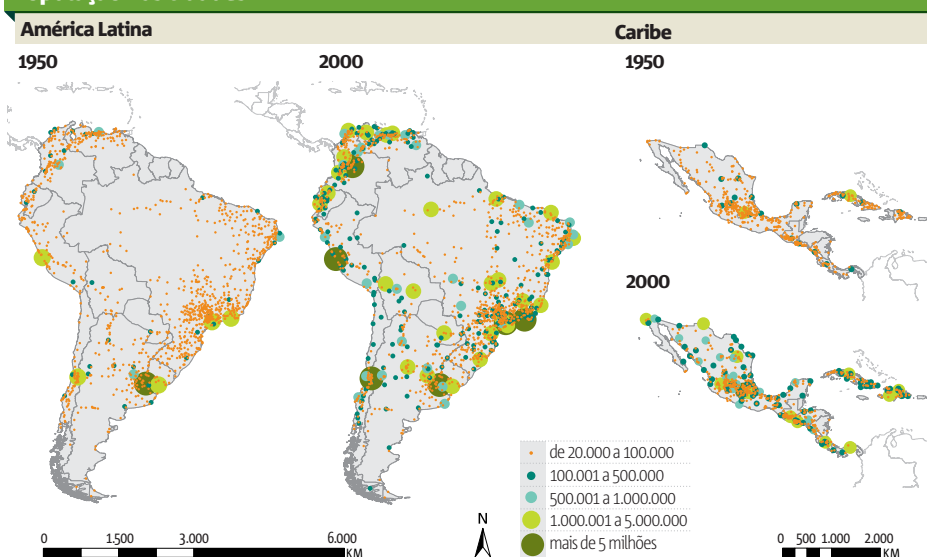 América Latina
Caribe
1950
2000
1950
2000
de 20.000 a 100.000
100.001 a 500.000
500.001 a 1.000.000
1.000.001 a 5.000.000
mais de 5 milhões
N
0 1.500 3.000 6.000
KM
0 500 1.000 2.000
KM